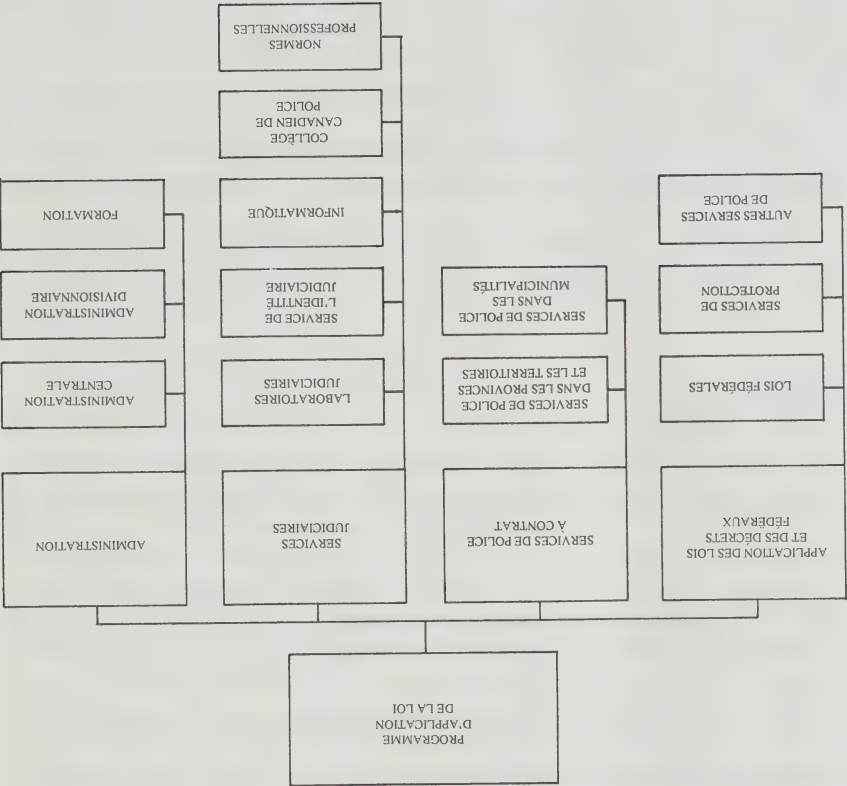 PROGRAMME
D'APPLICATION
DE LA LOI
APPLICATION DES LOIS
ET DES DÉCRETS
FÉDÉRAUX
LOIS FÉDÉRALES
SERVICES DE
PROTECTION
AUTRES SERVICES
DE POLICE
SERVICES DE POLICE
À CONTRAT
SERVICES DE POLICE
DANS LES PROVINCES
ET LES TERRITOIRES
SERVICES DE POLICE
DANS LES
MUNICIPALITÉS
SERVICES
JUDICIAIRES
LABORATOIRES
JUDICIAIRES
SERVICE DE
L'IDENTITÉ
JUDICIAIRE
INFORMATIQUE
COLLÈGE
CANADIEN DE
POLICE
NORMES
PROFESSIONNELLES
ADMINISTRATION
ADMINISTRATION
CENTRALE
ADMINISTRATION
DIVISIONNAIRE
FORMATION